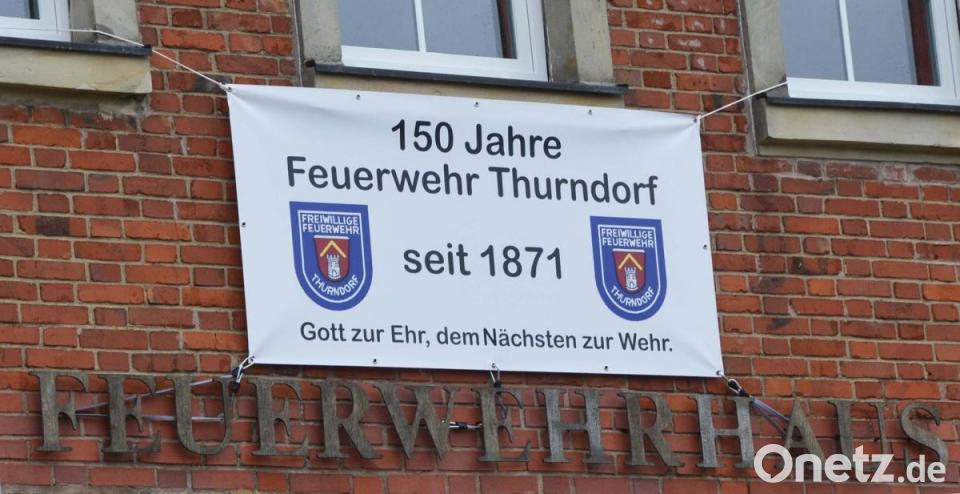 150 Jahre
Feuerwehr Thurndorf
FREIWILLIGE
FEUERWEHR
THURNDORF
seit 1871
FREIWILLIGE
FEUERWEHR
THURNDORF
Gott zur Ehr, dem Nächsten zur Wehr.
FEUERWEHRHAUS
Onetz.de